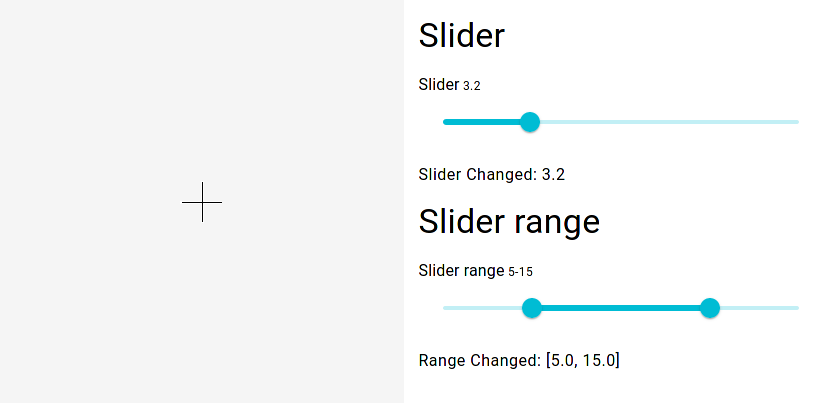 Slider
Slider 3.2
Slider Changed: 3.2
Slider range
Slider range 5-15
Range Changed: [5.0, 15.0]